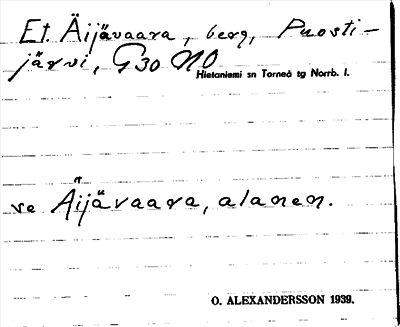 Et. Äijävaara, berg, Puosti-
järvi, G30 NO
Hietaniemi sn Torneå tg Norrb. l.
se Äijävaara, alanen.
O. ALEXANDERSSON 1939.